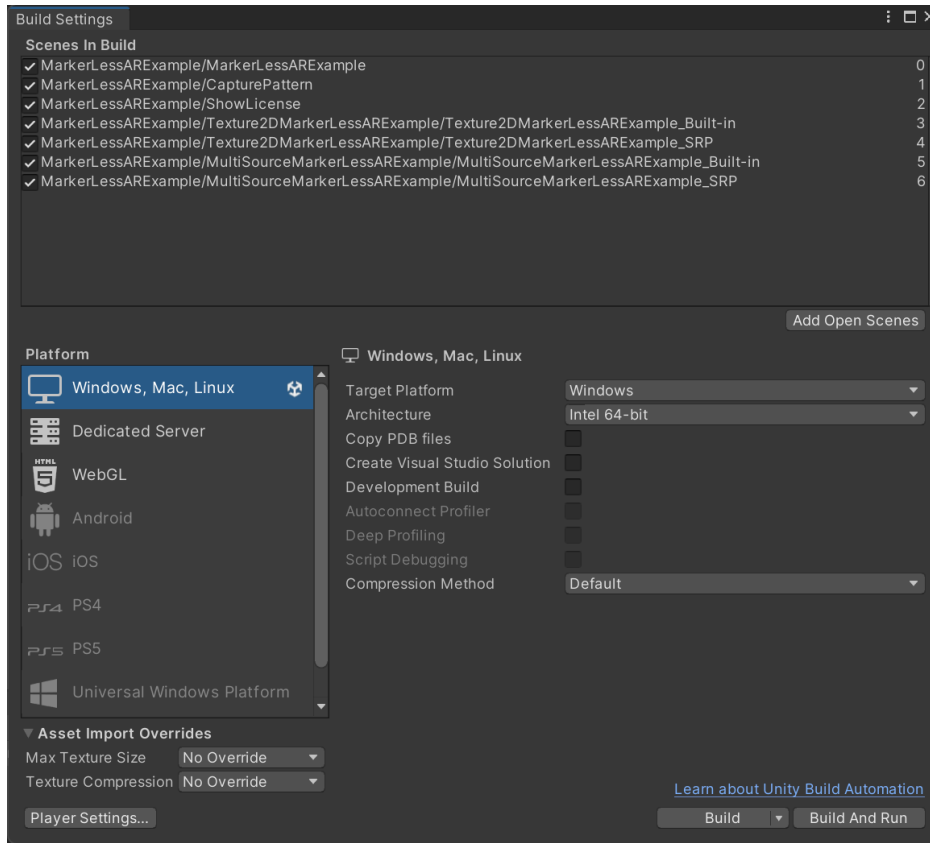 Build Settings
Scenes In Build
MarkerLessARExample/MarkerLessARExample 0
MarkerLessARExample/CapturePattern 1
MarkerLessARExample/ShowLicense 2
MarkerLessARExample/Texture2DMarkerLessARExample/Texture2DMarkerLessARExample_Built-in 3
MarkerLessARExample/Texture2DMarkerLessARExample/Texture2DMarkerLessARExample_SRP 4
MarkerLessARExample/MultiSourceMarkerLessARExample/MultiSourceMarkerLessARExample_Built-in 5
MarkerLessARExample/MultiSourceMarkerLessARExample/MultiSourceMarkerLessARExample_SRP 6
Add Open Scenes
Platform
Windows, Mac, Linux
Dedicated Server
HTML 5 WebGL
Android
iOS iOS
PS4 PS4
PS5 PS5
Universal Windows Platform
Windows, Mac, Linux
Target Platform Windows
Architecture Intel 64-bit
Copy PDB files
Create Visual Studio Solution
Development Build
Autoconnect Profiler
Deep Profiling
Script Debugging
Compression Method Default
Asset Import Overrides
Max Texture Size No Override
Texture Compression No Override
Learn about Unity Build Automation
Player Settings... Build Build And Run